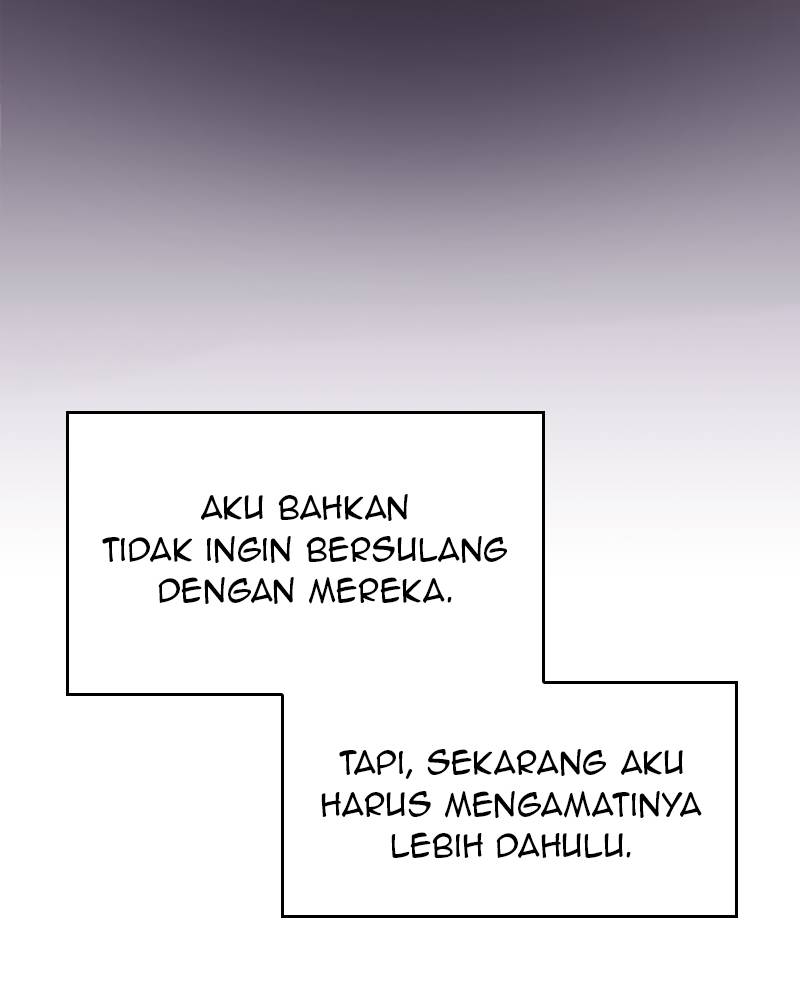 AKU BAHKAN
TIDAK INGIN BERSULANG
DENGAN MEREKA.
TAPI, SEKARANG AKU
HARUS MENGAMATINYA
LEBIH DAHULU.